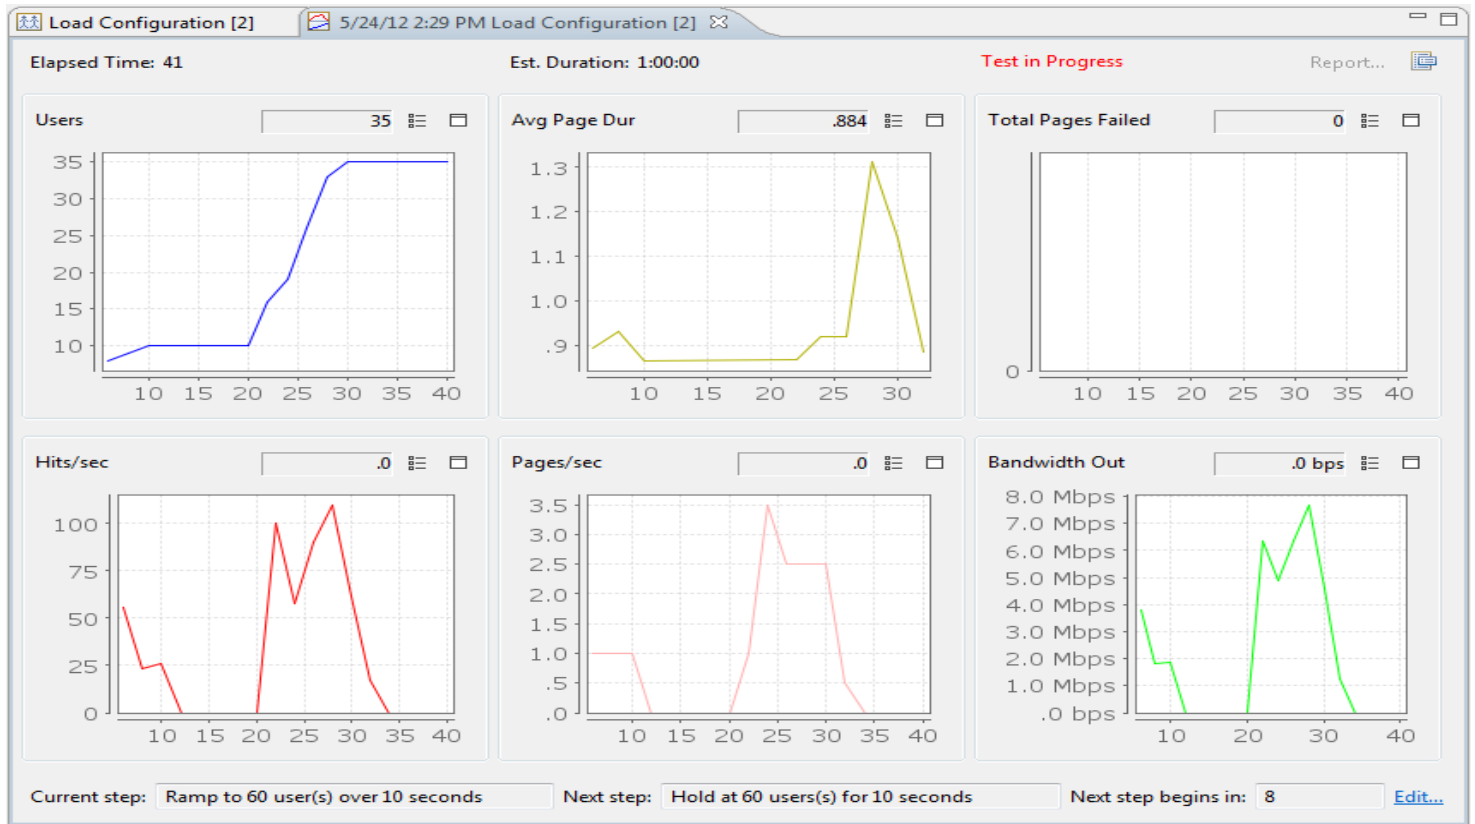 Load Configuration [2]
5/24/12 2:29 PM Load Configuration [2]
Elapsed Time: 41
Est. Duration: 1:00:00
Test in Progress
Report...
Users
35
35
30
25
20
15
10
10 15 20 25 30 35 40
Avg Page Dur
.884
1.3
1.2
1.1
1.0
.9
10 15 20 25 30
Total Pages Failed
0
0
10 15 20 25 30 35 40
Hits/sec
.0
100
75
50
25
0
10 15 20 25 30 35 40
Pages/sec
.0
3.5
3.0
2.5
2.0
1.5
1.0
.5
.0
10 15 20 25 30 35 40
Bandwidth Out
.0 bps
8.0 Mbps
7.0 Mbps
6.0 Mbps
5.0 Mbps
4.0 Mbps
3.0 Mbps
2.0 Mbps
1.0 Mbps
.0 bps
10 20 30 40
Current step: Ramp to 60 user(s) over 10 seconds
Next step: Hold at 60 users(s) for 10 seconds
Next step begins in: 8
Edit...